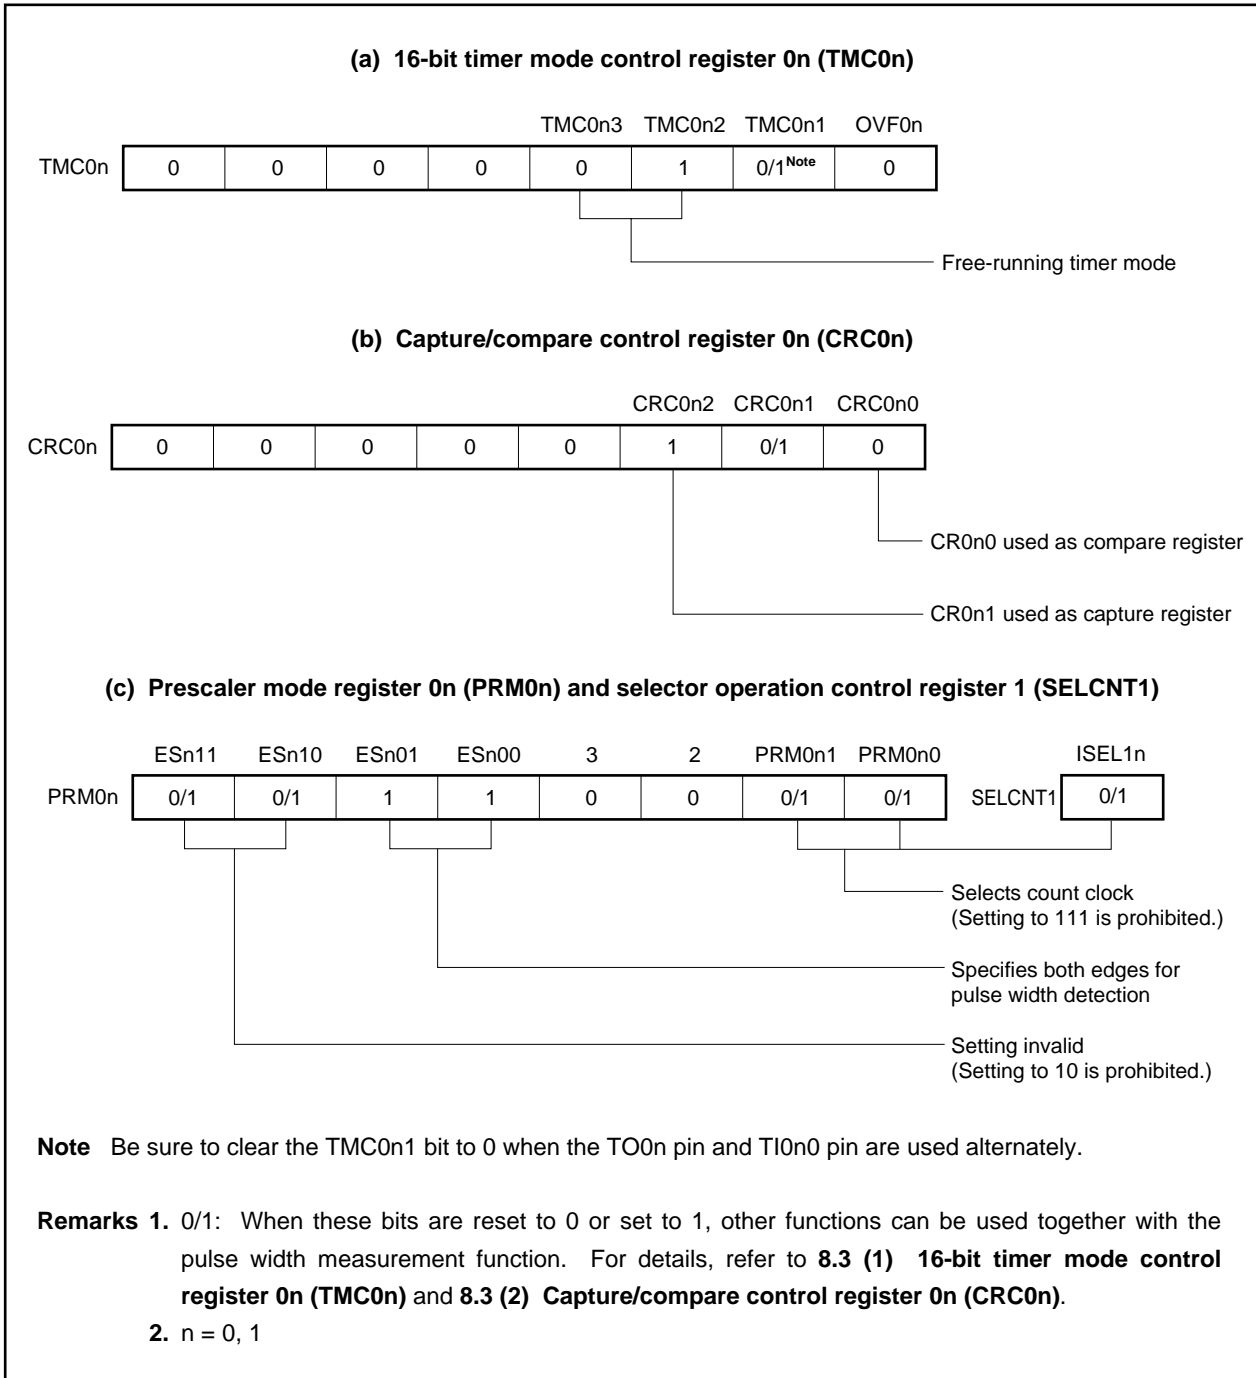 (a) 16-bit timer mode control register 0n (TMC0n)
TMC0n3 TMC0n2 TMC0n1 OVF0n
TMC0n 0 0 0 0 0 1 0/1Note 0
Free-running timer mode
(b) Capture/compare control register 0n (CRC0n)
CRC0n2 CRC0n1 CRC0n0
CRC0n 0 0 0 0 0 1 0/1 0
CR0n0 used as compare register
CR0n1 used as capture register
(c) Prescaler mode register 0n (PRM0n) and selector operation control register 1 (SELCNT1)
ESn11 ESn10 ESn01 ESn00 3 2 PRM0n1 PRM0n0 ISEL1n
PRM0n 0/1 0/1 1 1 0 0 0/1 0/1 SELCNT1 0/1
Selects count clock
(Setting to 111 is prohibited.)
Specifies both edges for
pulse width detection
Setting invalid
(Setting to 10 is prohibited.)
Note Be sure to clear the TMC0n1 bit to 0 when the TO0n pin and TI0n0 pin are used alternately.
Remarks 1. 0/1: When these bits are reset to 0 or set to 1, other functions can be used together with the
pulse width measurement function. For details, refer to 8.3 (1) 16-bit timer mode control
register 0n (TMC0n) and 8.3 (2) Capture/compare control register 0n (CRC0n).
2. n = 0, 1